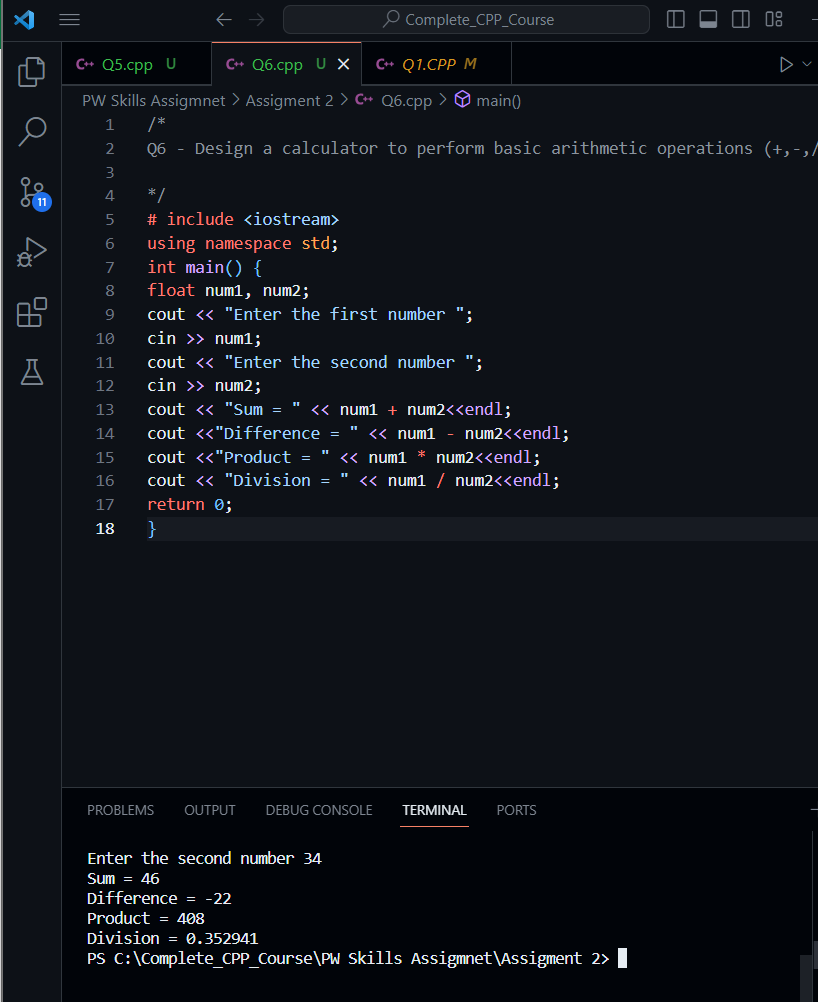 Complete_CPP_Course
C++ Q5.cpp U
C++ Q6.cpp U
C++ Q1.CPP M
PW Skills Assigmnet > Assigment 2 > C++ Q6.cpp > main()
1 /*
2 Q6 - Design a calculator to perform basic arithmetic operations (+,-,/
3
4 */
5 # include <iostream>
6 using namespace std;
7 int main() {
8 float num1, num2;
9 cout << "Enter the first number ";
10 cin >> num1;
11 cout << "Enter the second number ";
12 cin >> num2;
13 cout << "Sum = " << num1 + num2<<endl;
14 cout <<"Difference = " << num1 - num2<<endl;
15 cout <<"Product = " << num1 * num2<<endl;
16 cout << "Division = " << num1 / num2<<endl;
17 return 0;
18 }
11
PROBLEMS OUTPUT DEBUG CONSOLE TERMINAL PORTS
Enter the second number 34
Sum = 46
Difference = -22
Product = 408
Division = 0.352941
PS C:\Complete_CPP_Course\PW Skills Assigmnet\Assigment 2>